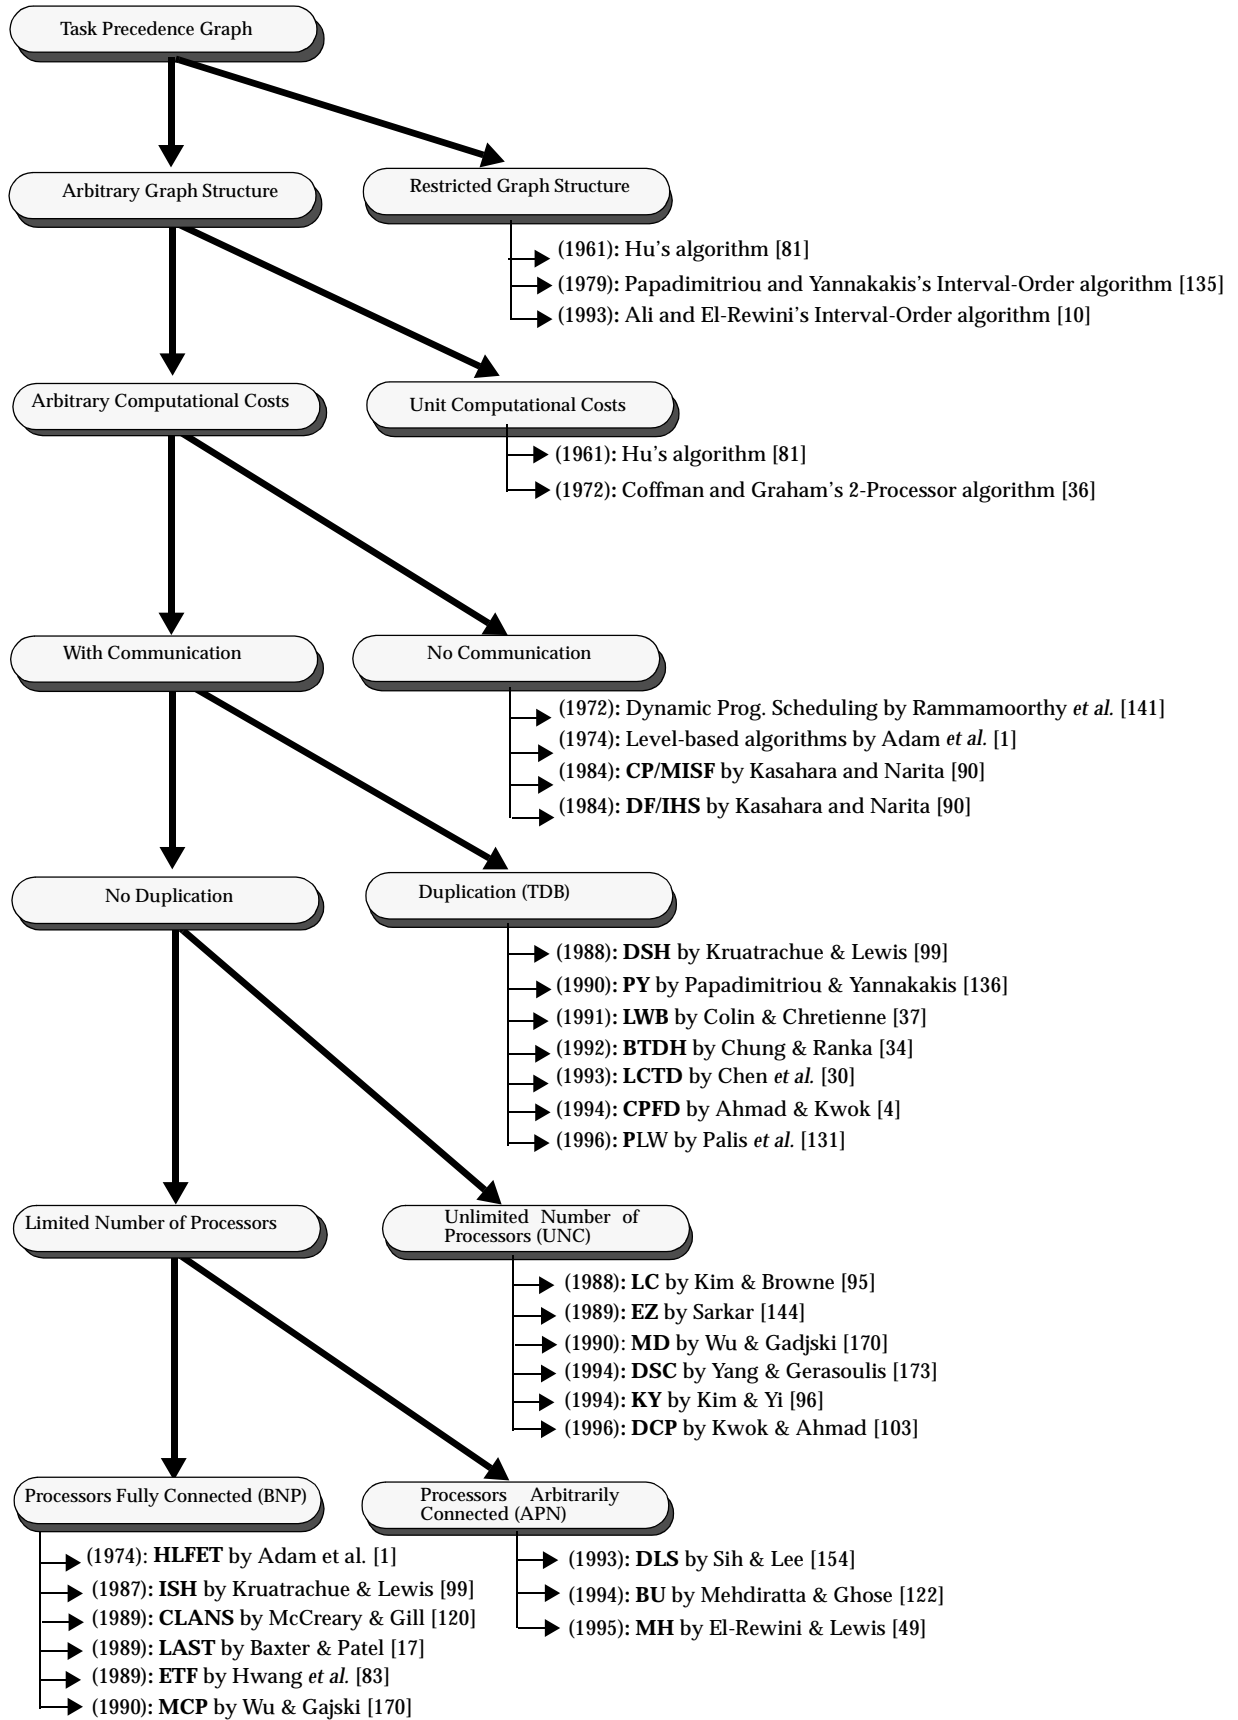 Task Precedence Graph
Arbitrary Graph Structure
Restricted Graph Structure
(1961): Hu's algorithm [81]
(1979): Papadimitriou and Yannakakis's Interval-Order algorithm [135]
(1993): Ali and El-Rewini's Interval-Order algorithm [10]
Arbitrary Computational Costs
Unit Computational Costs
(1961): Hu's algorithm [81]
(1972): Coffman and Graham's 2-Processor algorithm [36]
With Communication
No Communication
(1972): Dynamic Prog. Scheduling by Rammamoorthy et al. [141]
(1974): Level-based algorithms by Adam et al. [1]
(1984): CP/MISF by Kasahara and Narita [90]
(1984): DF/IHS by Kasahara and Narita [90]
No Duplication
Duplication (TDB)
(1988): DSH by Kruatrachue & Lewis [99]
(1990): PY by Papadimitriou & Yannakakis [136]
(1991): LWB by Colin & Chretienne [37]
(1992): BTDH by Chung & Ranka [34]
(1993): LCTD by Chen et al. [30]
(1994): CPFD by Ahmad & Kwok [4]
(1996): PLW by Palis et al. [131]
Limited Number of Processors
Unlimited Number of
Processors (UNC)
(1988): LC by Kim & Browne [95]
(1989): EZ by Sarkar [144]
(1990): MD by Wu & Gadjski [170]
(1994): DSC by Yang & Gerasoulis [173]
(1994): KY by Kim & Yi [96]
(1996): DCP by Kwok & Ahmad [103]
Processors Fully Connected (BNP)
(1974): HLFET by Adam et al. [1]
(1987): ISH by Kruatrachue & Lewis [99]
(1989): CLANS by McCreary & Gill [120]
(1989): LAST by Baxter & Patel [17]
(1989): ETF by Hwang et al. [83]
(1990): MCP by Wu & Gajski [170]
Processors Arbitrarily
Connected (APN)
(1993): DLS by Sih & Lee [154]
(1994): BU by Mehdiratta & Ghose [122]
(1995): MH by El-Rewini & Lewis [49]